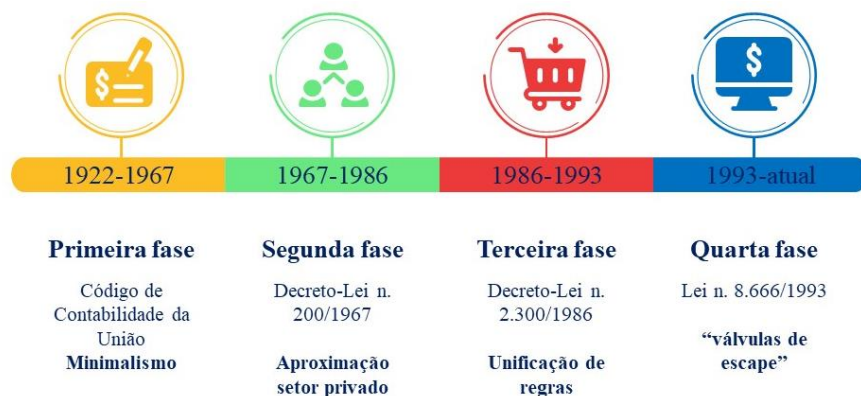 1922-1967
1967-1986
1986-1993
1993-atual
Primeira fase
Código de
Contabilidade da
União
Minimalismo
Segunda fase
Decreto-Lei n.
200/1967
Aproximação
setor privado
Terceira fase
Decreto-Lei n.
2.300/1986
Unificação de
regras
Quarta fase
Lei n. 8.666/1993
“válvulas de
escape”